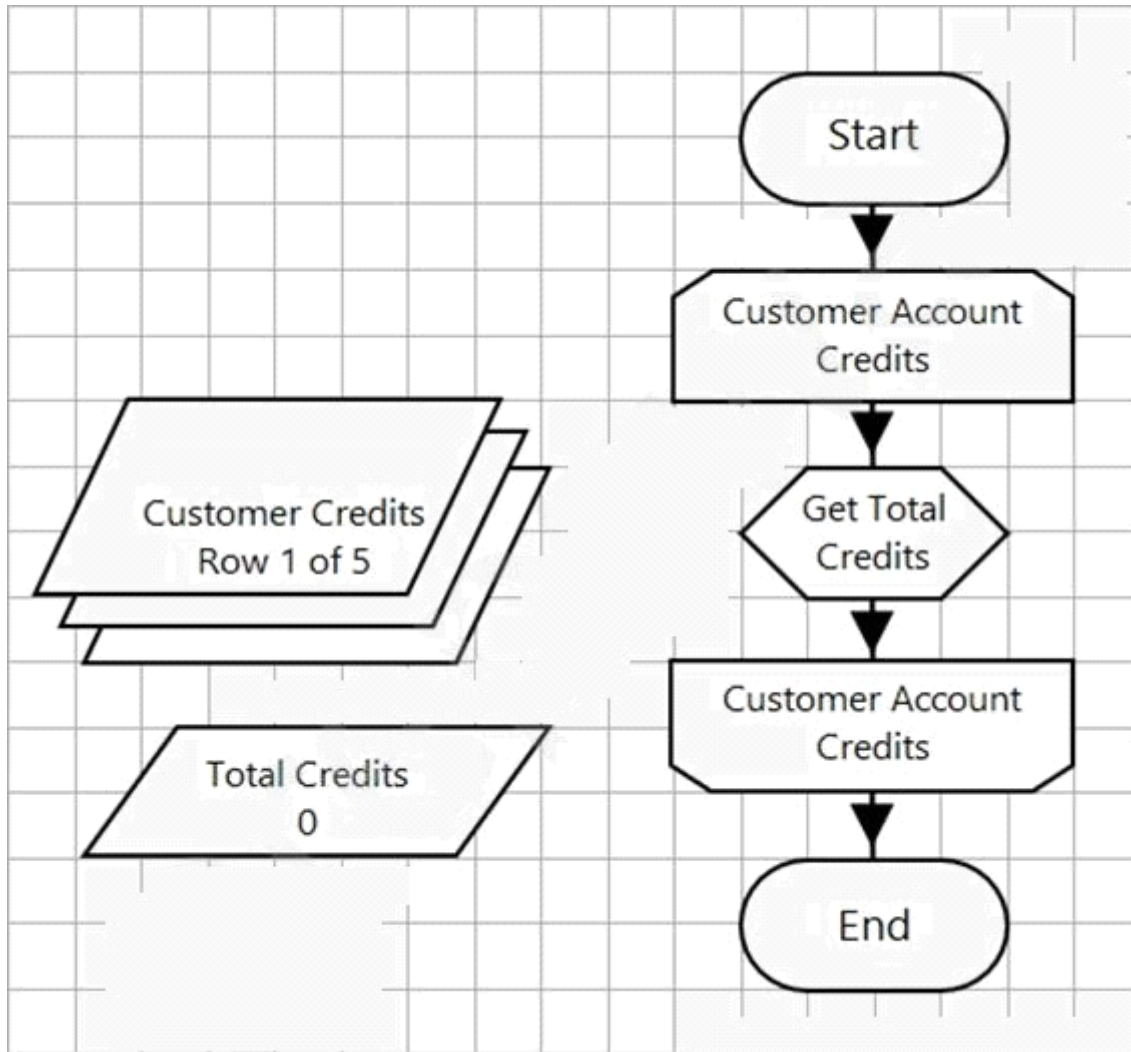 Start
Customer Account
Credits
Customer Credits
Row 1 of 5
Get Total
Credits
Customer Account
Credits
Total Credits
0
End